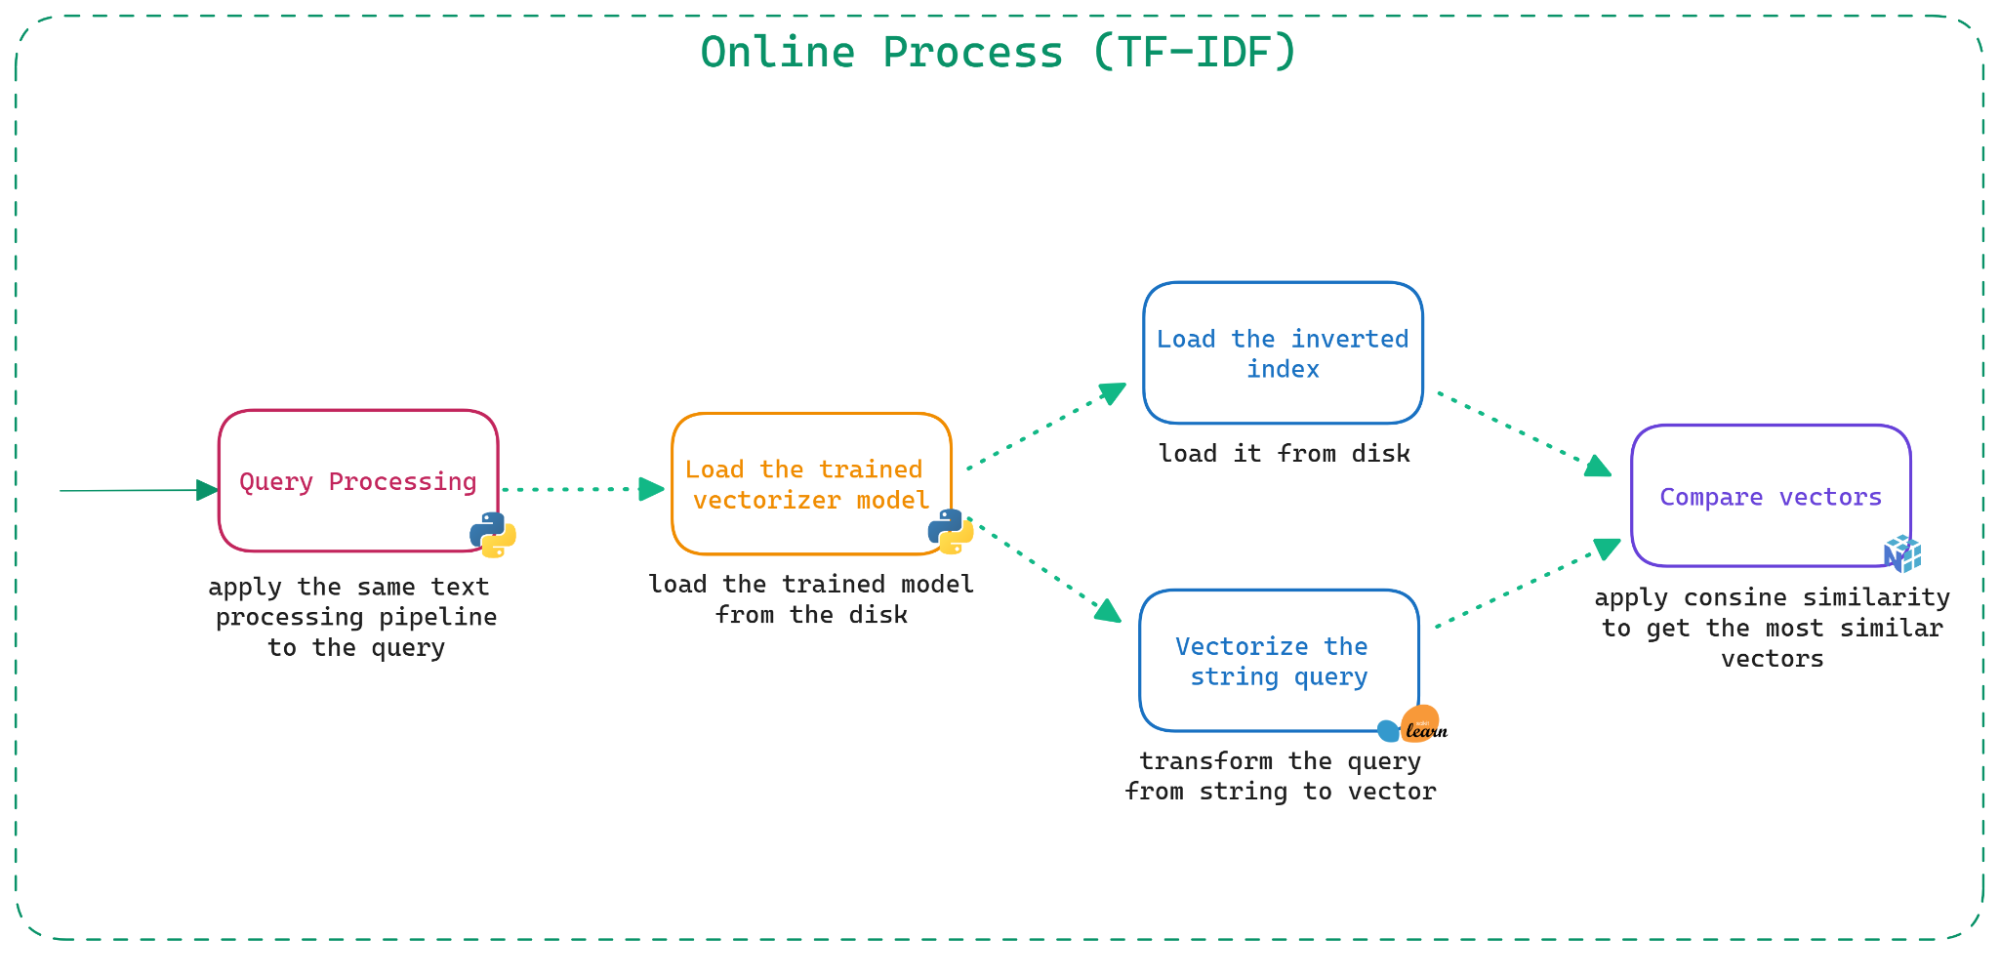 Online Process (TF-IDF)
Query Processing
apply the same text
processing pipeline
to the query
Load the trained
vectorizer model
load the trained model
from the disk
Load the inverted
index
load it from disk
Vectorize the
string query
learn
transform the query
from string to vector
Compare vectors
apply consine similarity
to get the most similar
vectors